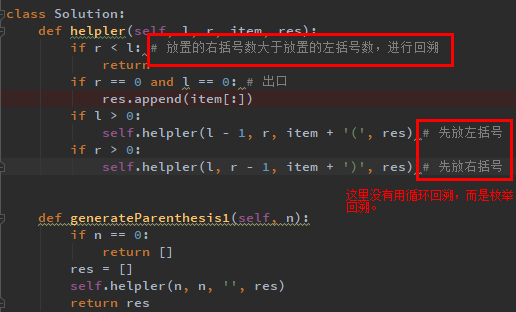 class Solution:
def helpler(self, l, r, item, res):
if r < l: # 放置的右括号数大于放置的左括号数，进行回溯
return
if r == 0 and l == 0: # 出口
res.append(item[:])
if l > 0:
self.helpler(l - 1, r, item + '(', res) # 先放左括号
if r > 0:
self.helpler(l, r - 1, item + ')', res) # 先放右括号
这里没有用循环回溯，而是枚举
回溯。
def generateParenthesis1(self, n):
if n == 0:
return []
res = []
self.helpler(n, n, '', res)
return res